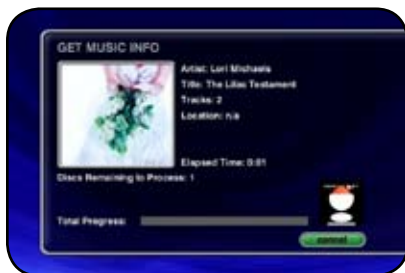 GET MUSIC INFO
Artist: Lori Michaels
Title: The Lilac Testament
Tracks: 2
Location: n/a
Elapsed Time: 0:01
Discs Remaining to Process: 1
Total Progress:
cancel